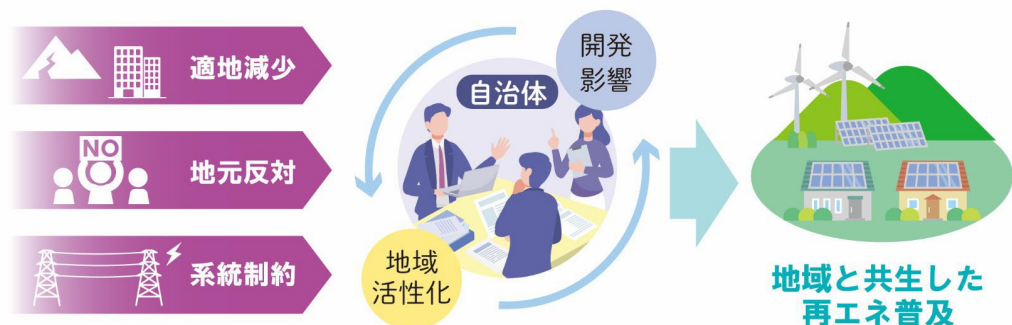 適地減少
NO
地元反対
系統制約
自治体
開発
影響
地域
活性化
地域と共生した
再エネ普及